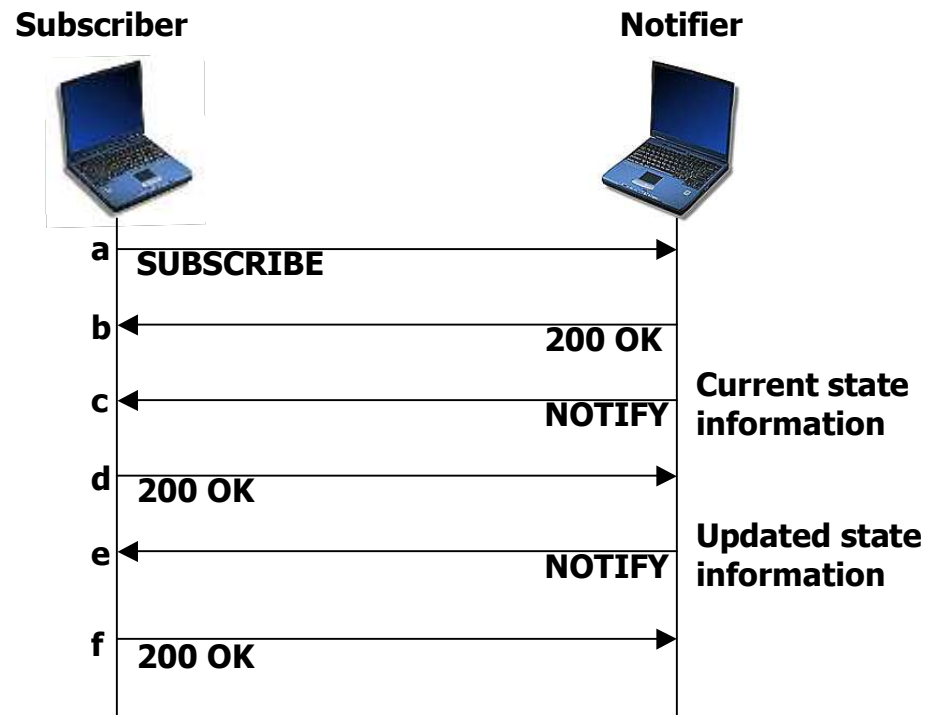 Subscriber
Notifier
a
SUBSCRIBE
b
200 OK
c
NOTIFY
Current state
information
d
200 OK
e
NOTIFY
Updated state
information
f
200 OK